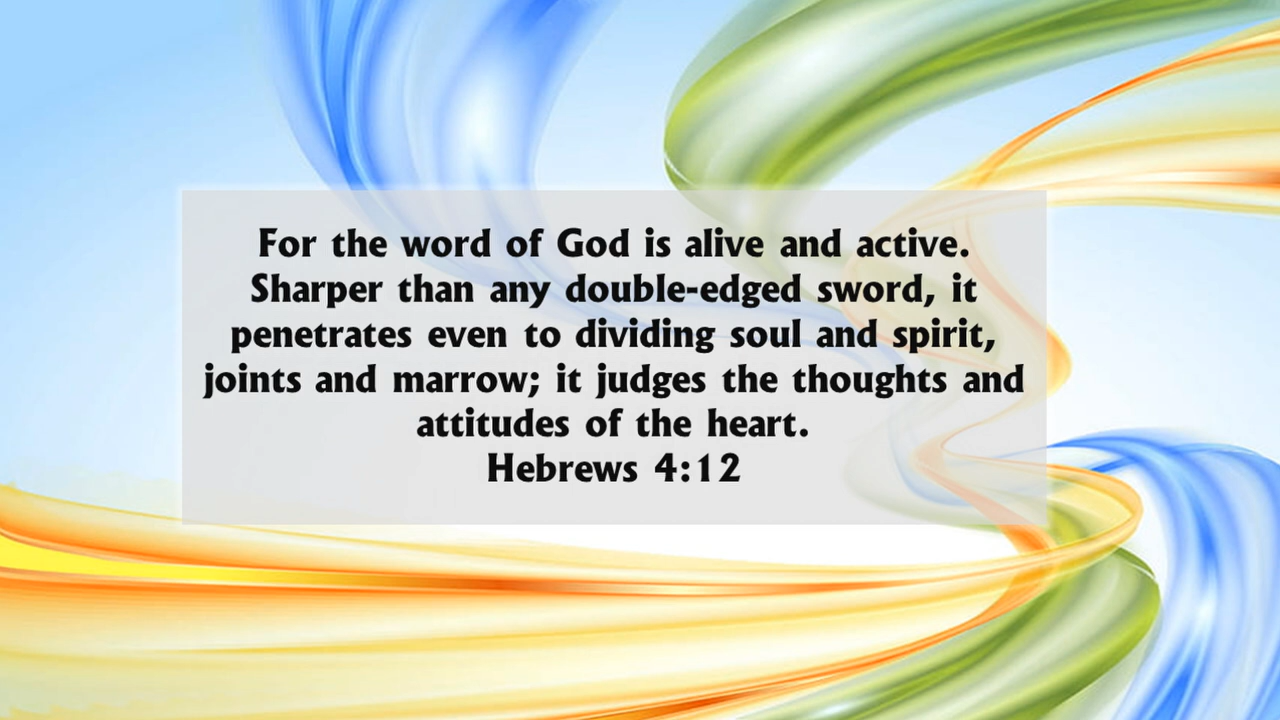 For the word of God is alive and active.
Sharper than any double-edged sword, it
penetrates even to dividing soul and spirit,
joints and marrow; it judges the thoughts and
attitudes of the heart.
Hebrews 4:12